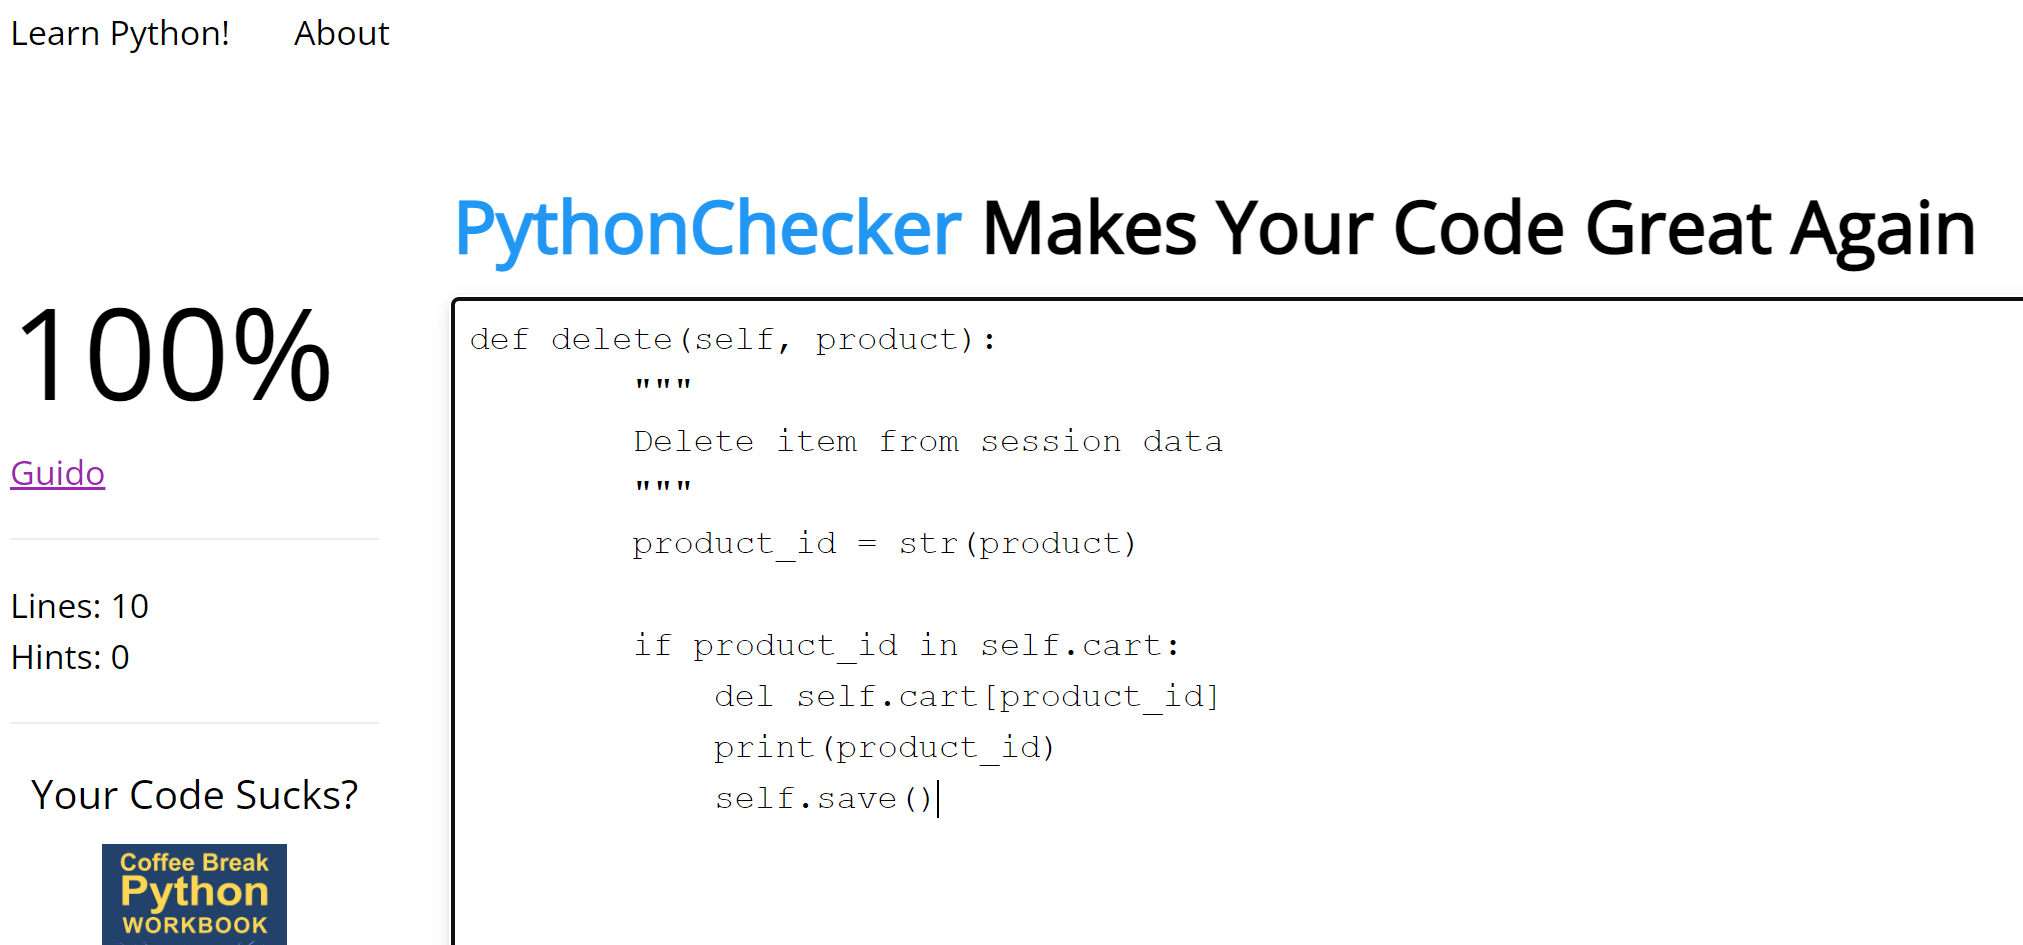 Learn Python! About
PythonChecker Makes Your Code Great Again
100%
Guido
Lines: 10
Hints: 0
Your Code Sucks?
Coffee Break
Python
WORKBOOK
def delete(self, product):
"""
Delete item from session data
"""
product_id = str(product)
if product_id in self.cart:
del self.cart[product_id]
print(product_id)
self.save()